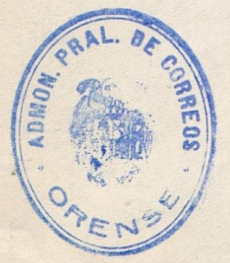 ADMON. PRAL. DE CORREOS
ORENSE